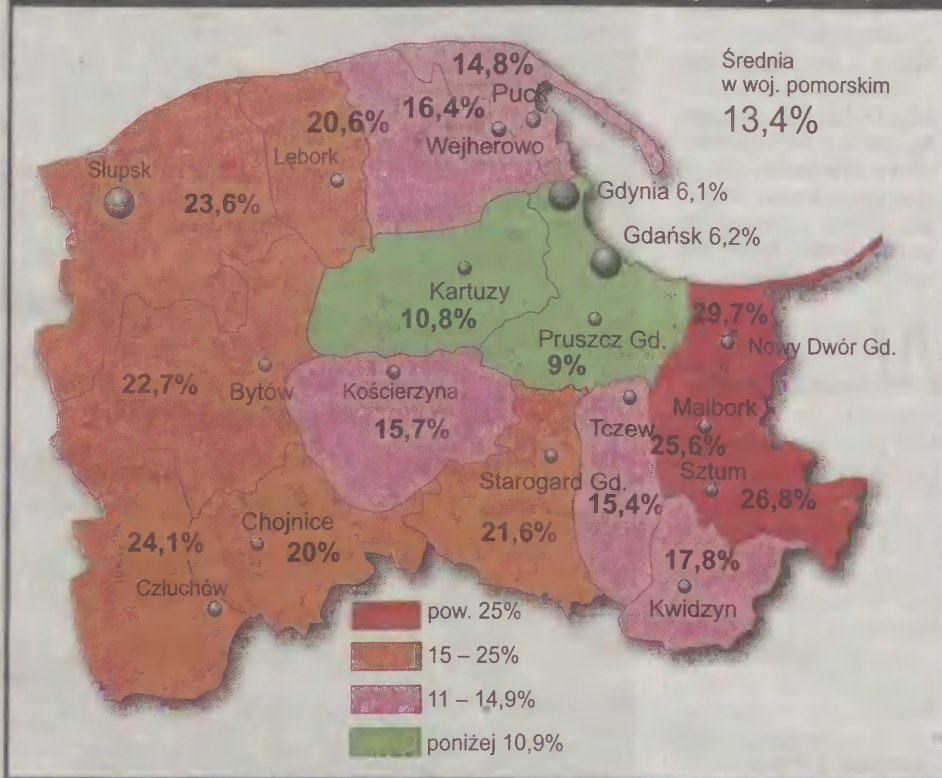 Średnia
w woj. pomorskim
13,4%
14,8%
Puck
16,4%
Wejherowo
20,6%
Lębork
Słupsk
23,6%
Gdynia 6,1%
Gdańsk 6,2%
Kartuzy
10,8%
Pruszcz Gd.
9%
29,7%
Nowy Dwór Gd.
22,7%
Bytów
Kościerzyna
15,7%
Tczew
15,4%
Malbork
25,6%
Sztum
26,8%
Starogard Gd.
21,6%
Chojnice
20%
24,1%
Człuchów
17,8%
Kwidzyn
pow. 25%
15 – 25%
11 – 14,9%
poniżej 10,9%